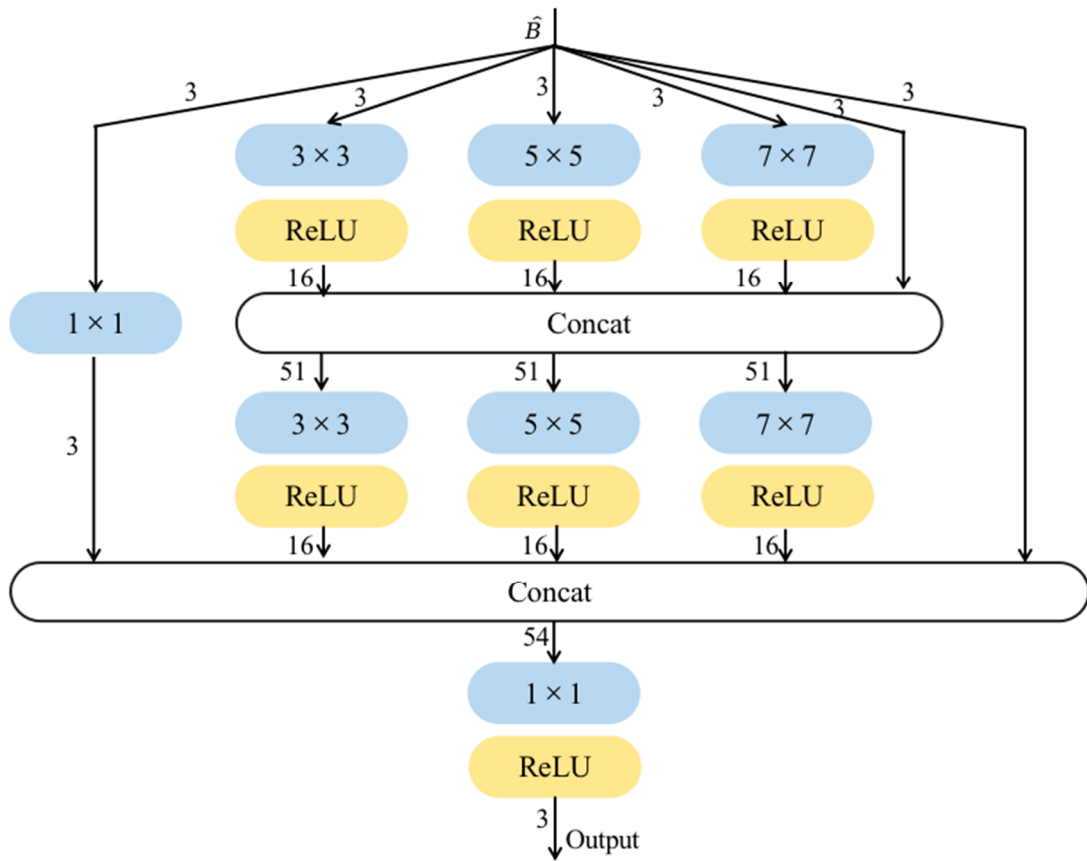 B̂
3 3 3 3 3 3
3 × 3 5 × 5 7 × 7
ReLU ReLU ReLU
16 16 16
1 × 1 Concat
51 51 51
3 × 3 5 × 5 7 × 7
3
ReLU ReLU ReLU
16 16 16
Concat
54
1 × 1
ReLU
3 Output